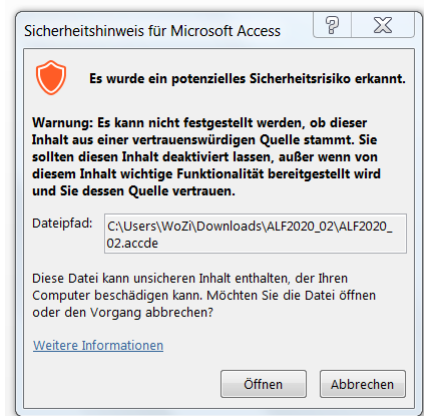 Sicherheitshinweis für Microsoft Access
?
Es wurde ein potenzielles Sicherheitsrisiko erkannt.
Warnung: Es kann nicht festgestellt werden, ob dieser
Inhalt aus einer vertrauenswürdigen Quelle stammt. Sie
sollten diesen Inhalt deaktiviert lassen, außer wenn von
diesem Inhalt wichtige Funktionalität bereitgestellt wird
und Sie dessen Quelle vertrauen.
Dateipfad: C:\Users\WoZi\Downloads\ALF2020_02\ALF2020_
02.accde
Diese Datei kann unsicheren Inhalt enthalten, der Ihren
Computer beschädigen kann. Möchten Sie die Datei öffnen
oder den Vorgang abbrechen?
Weitere Informationen
Öffnen Abbrechen